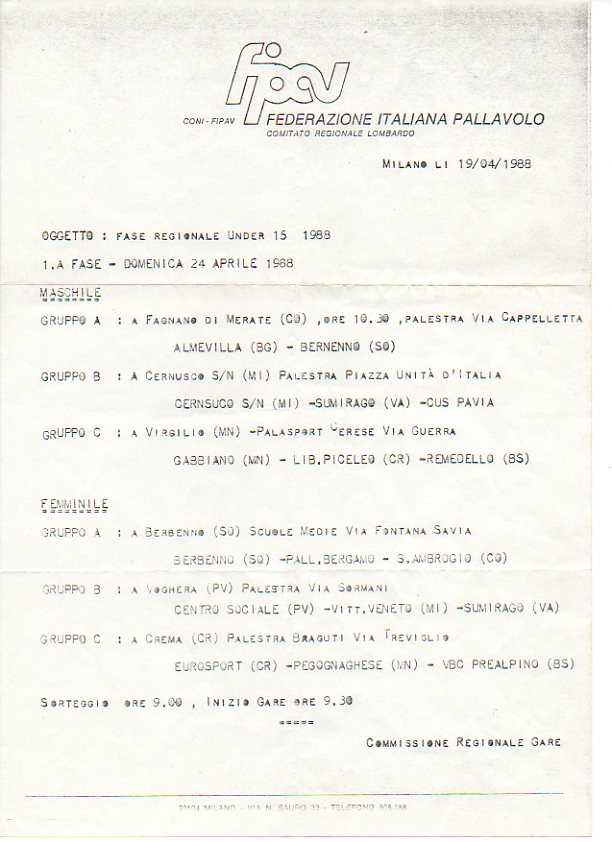 fipav
CONI - FIPAV FEDERAZIONE ITALIANA PALLAVOLO
COMITATO REGIONALE LOMBARDO
MILANO LI 19/04/1988
OGGETTO : FASE REGIONALE UNDER 15 1988
1.A FASE - DOMENICA 24 APRILE 1988
MASCHILE
GRUPPO A : A FAGNANO DI MERATE (CO) ,ORE 10.30 ,PALESTRA VIA CAPPELLETTA
ALMEVILLA (BG) - BERNENNO (SO)
GRUPPO B : A CERNUSCO S/N (MI) PALESTRA PIAZZA UNITÀ D'ITALIA
CERNSUCO S/N (MI) -SUMIRAGO (VA) -CUS PAVIA
GRUPPO C : A VIRGILIO (MN) -PALASPORT CERESE VIA GUERRA
GABBIANO (MN) - LIB.PICELEO (CR) -REMEDELLO (BS)
FEMMINILE
GRUPPO A : A BERBENNO (SO) SCUOLE MEDIE VIA FONTANA SAVIA
BERBENNO (SO) -PALL.BERGAMO - S.AMBROGIO (CO)
GRUPPO B : A VOGHERA (PV) PALESTRA VIA SORMANI
CENTRO SOCIALE (PV) -VITT.VENETO (MI) -SUMIRAGO (VA)
GRUPPO C : A CREMA (CR) PALESTRA BRAGUTI VIA TREVIGLIO
EUROSPORT (CR) -PEGOGNAGHESE (MN) - VBC PREALPINO (BS)
SORTEGGIO ORE 9.00 , INIZIO GARE ORE 9.30
=====
COMMISSIONE REGIONALE GARE
MILANO - VIA N. SAURO 33 - TELEFONO